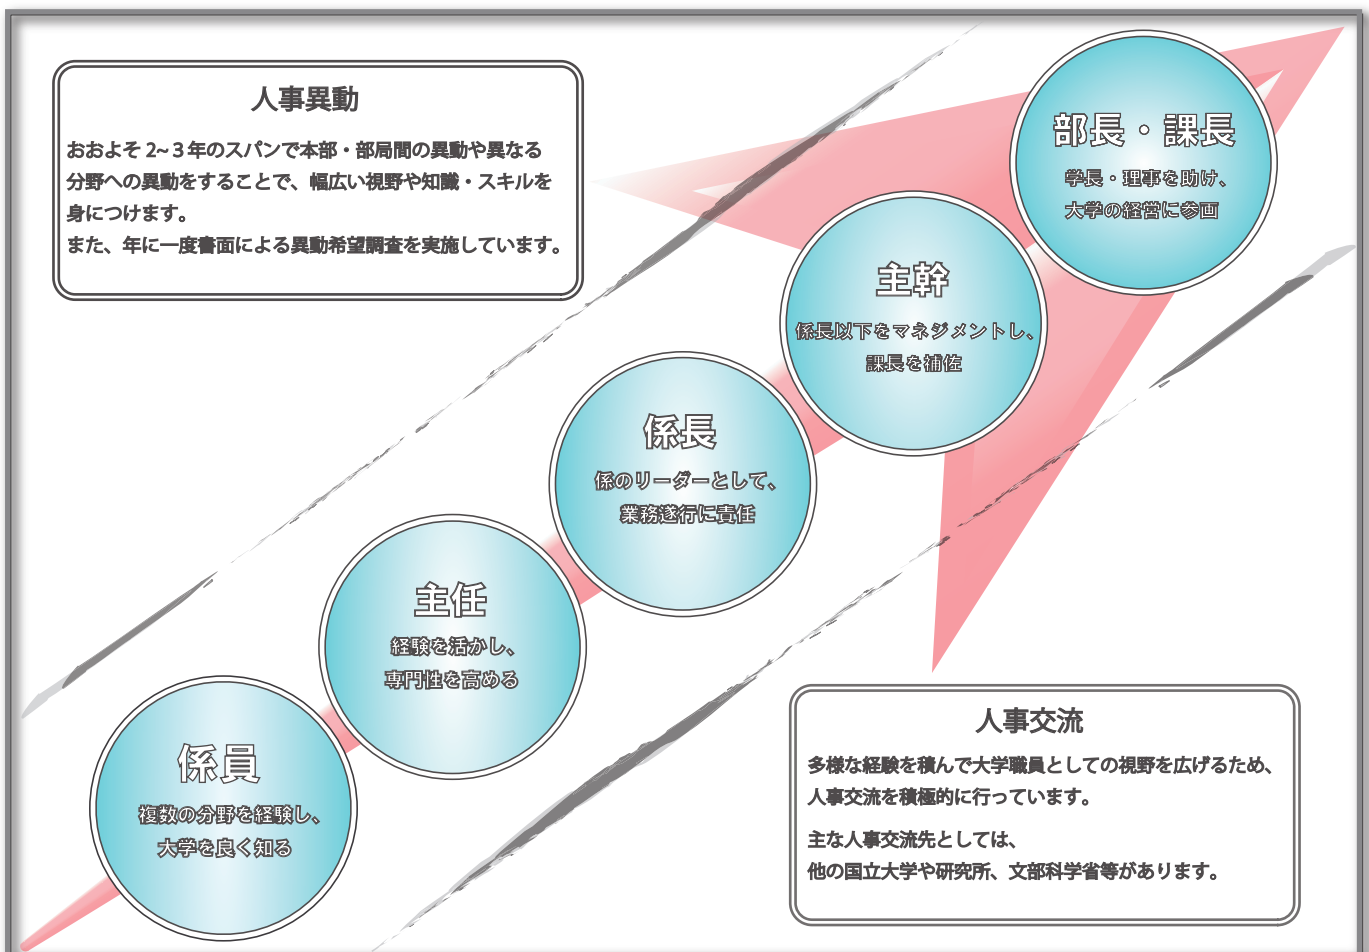 人事異動
おおよそ2~3年のスパンで本部・部局間の異動や異なる
分野への異動をすることで、幅広い視野や知識・スキルを
身につけます。
また、年に一度書面による異動希望調査を実施しています。
部長・課長
学長・理事を助け、
大学の経営に参画
主幹
係長以下をマネジメントし、
課長を補佐
係長
係のリーダーとして、
業務遂行に責任
主任
経験を活かし、
専門性を高める
係員
複数の分野を経験し、
大学を良く知る
人事交流
多様な経験を積んで大学職員としての視野を広げるため、
人事交流を積極的に行っています。
主な人事交流先としては、
他の国立大学や研究所、文部科学省等があります。